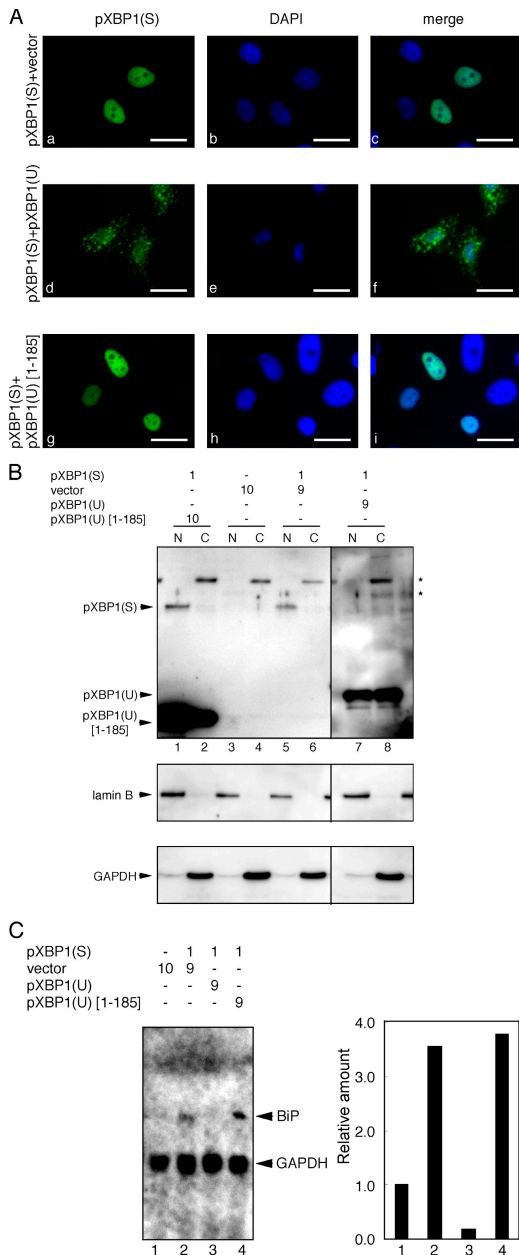 A
pXBP1(S)
DAPI
merge
pXBP1(S)+vector
a
b
c
pXBP1(S)+pXBP1(U)
d
e
f
pXBP1(S)+
pXBP1(U) [1-185]
g
h
i
B
pXBP1(S) 1 - 1 1
vector - 10 9 -
pXBP1(U) - - - 9
pXBP1(U) [1-185] 10 - - -
N C N C N C N C
*
*
pXBP1(S)
pXBP1(U)
pXBP1(U)
[1-185]
1 2 3 4 5 6 7 8
lamin B
GAPDH
C
pXBP1(S) - 1 1 1
vector 10 9 - -
pXBP1(U) - - 9 -
pXBP1(U) [1-185] - - - 9
BiP
GAPDH
1 2 3 4
Relative amount
4.0
3.0
2.0
1.0
0.0
1 2 3 4